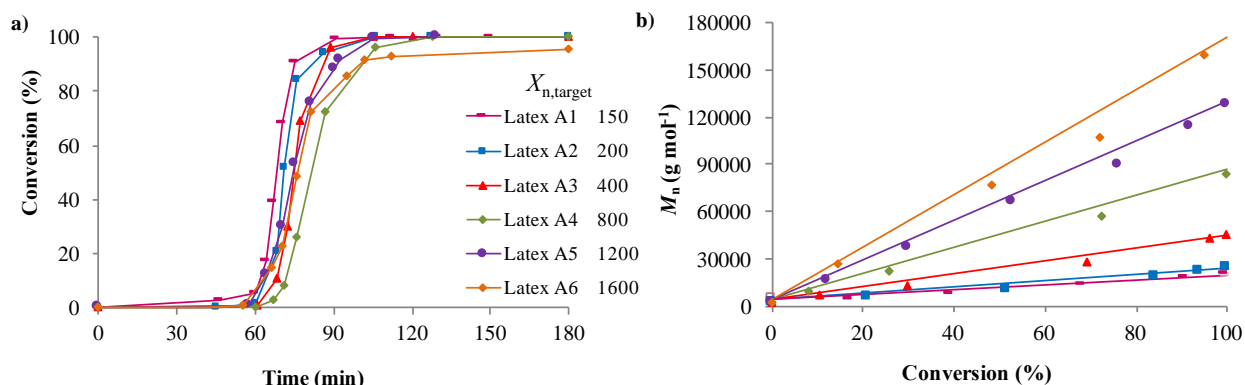 a)
100
80
60
40
20
0
Conversion (%)
0 30 60 90 120 150 180
Time (min)
X n,target
Latex A1 150
Latex A2 200
Latex A3 400
Latex A4 800
Latex A5 1200
Latex A6 1600
b)
180000
150000
120000
90000
60000
30000
0
Mn (g mol-1)
0 20 40 60 80 100
Conversion (%)